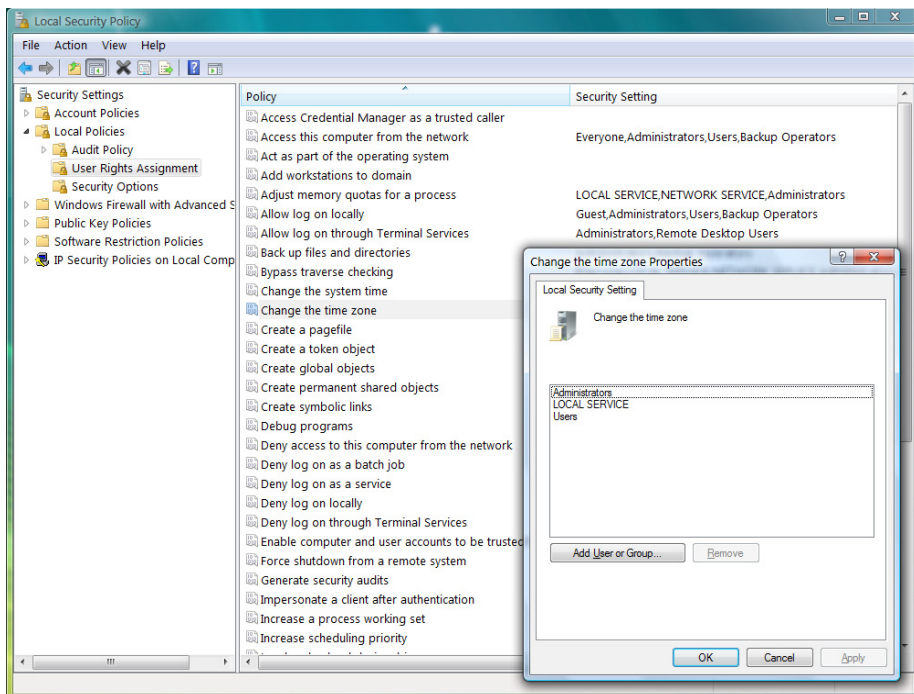 Local Security Policy
File Action View Help
Security Settings
Account Policies
Local Policies
Audit Policy
User Rights Assignment
Security Options
Windows Firewall with Advanced S
Public Key Policies
Software Restriction Policies
IP Security Policies on Local Comp
Policy Security Setting
Access Credential Manager as a trusted caller
Access this computer from the network Everyone,Administrators,Users,Backup Operators
Act as part of the operating system
Add workstations to domain
Adjust memory quotas for a process LOCAL SERVICE,NETWORK SERVICE,Administrators
Allow log on locally Guest,Administrators,Users,Backup Operators
Allow log on through Terminal Services Administrators,Remote Desktop Users
Back up files and directories
Bypass traverse checking
Change the system time
Change the time zone
Create a pagefile
Create a token object
Create global objects
Create permanent shared objects
Create symbolic links
Debug programs
Deny access to this computer from the network
Deny log on as a batch job
Deny log on as a service
Deny log on locally
Deny log on through Terminal Services
Enable computer and user accounts to be trusted
Force shutdown from a remote system
Generate security audits
Impersonate a client after authentication
Increase a process working set
Increase scheduling priority
Change the time zone Properties
Local Security Setting
Change the time zone
Administrators
LOCAL SERVICE
Users
Add User or Group... Remove
OK Cancel Apply